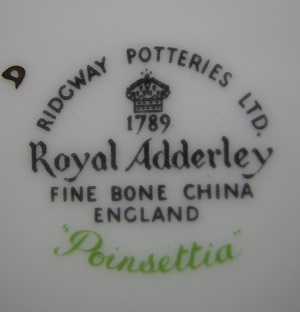 RIDGWAY POTTERIES LTD.
1789
Royal Adderley
FINE BONE CHINA
ENGLAND
"Poinsettia"